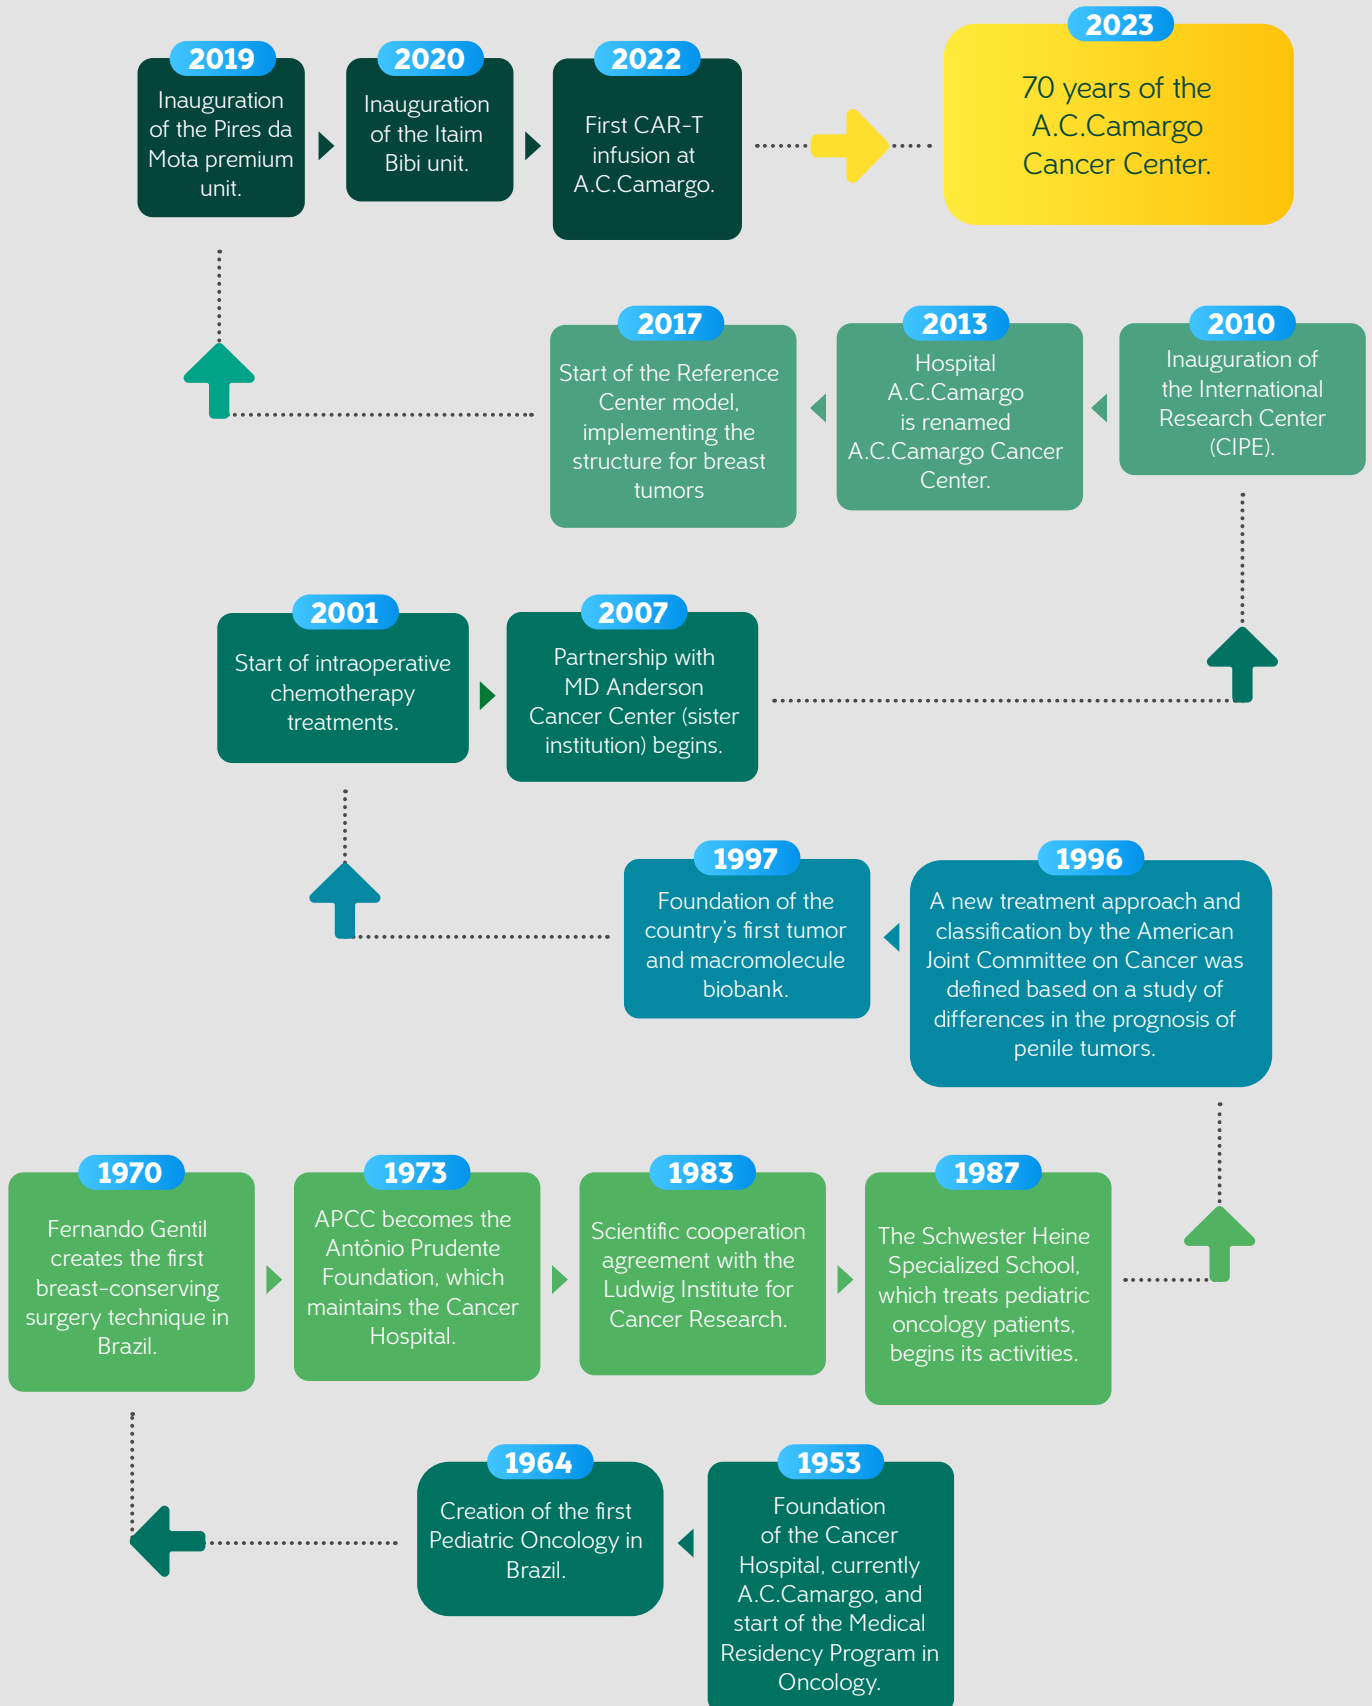 2019
Inauguration
of the Pires da
Mota premium
unit.
2020
Inauguration
of the Itaim
Bibi unit.
2022
First CAR-T
infusion at
A.C.Camargo.
2023
70 years of the
A.C.Camargo
Cancer Center.
2017
Start of the Reference
Center model,
implementing the
structure for breast
tumors
2013
Hospital
A.C.Camargo
is renamed
A.C.Camargo Cancer
Center.
2010
Inauguration of
the International
Research Center
(CIPE).
2001
Start of intraoperative
chemotherapy
treatments.
2007
Partnership with
MD Anderson
Cancer Center (sister
institution) begins.
1997
Foundation of the
country's first tumor
and macromolecule
biobank.
1996
A new treatment approach and
classification by the American
Joint Committee on Cancer was
defined based on a study of
differences in the prognosis of
penile tumors.
1970
Fernando Gentil
creates the first
breast-conserving
surgery technique in
Brazil.
1973
APCC becomes the
Antônio Prudente
Foundation, which
maintains the Cancer
Hospital.
1983
Scientific cooperation
agreement with the
Ludwig Institute for
Cancer Research.
1987
The Schwester Heine
Specialized School,
which treats pediatric
oncology patients,
begins its activities.
1964
Creation of the first
Pediatric Oncology in
Brazil.
1953
Foundation
of the Cancer
Hospital, currently
A.C.Camargo, and
start of the Medical
Residency Program in
Oncology.